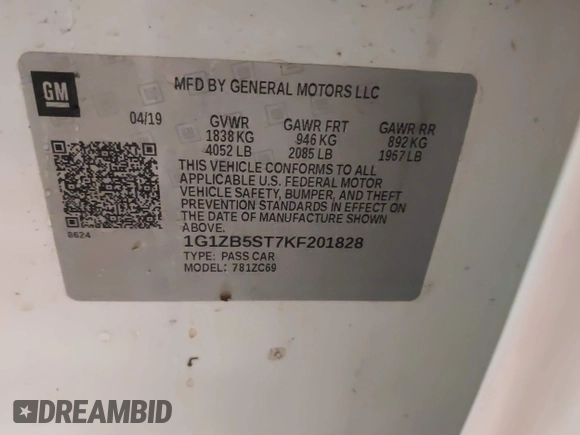 GM
MFD BY GENERAL MOTORS LLC
04/19
GVWR GAWR FRT GAWR RR
1838 KG 946 KG 892 KG
4052 LB 2085 LB 1967 LB
THIS VEHICLE CONFORMS TO ALL
APPLICABLE U.S. FEDERAL MOTOR
VEHICLE SAFETY, BUMPER, AND THEFT
PREVENTION STANDARDS IN EFFECT ON
THE DATE OF MANUFACTURE SHOWN
ABOVE.
8624
1G1ZB5ST7KF201828
TYPE: PASS CAR
MODEL: 781ZC69
DREAMBID